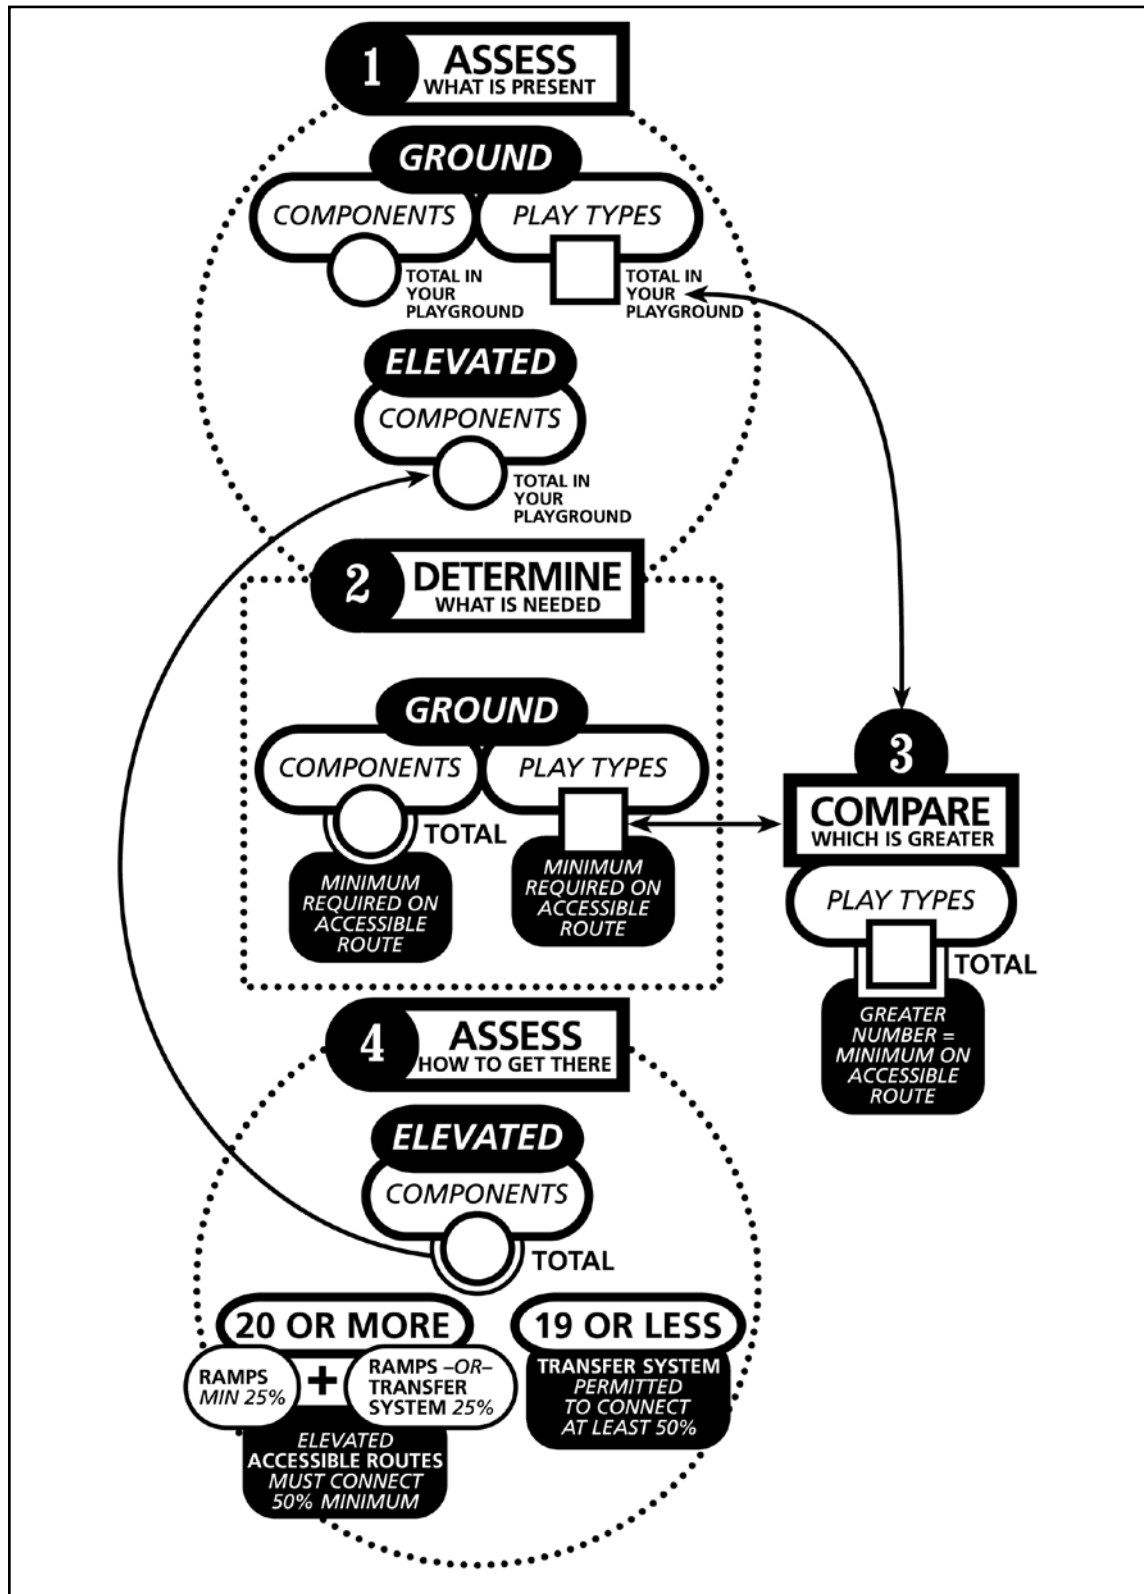 1
ASSESS
WHAT IS PRESENT
GROUND
COMPONENTS
PLAY TYPES
TOTAL IN
YOUR
PLAYGROUND
TOTAL IN
YOUR
PLAYGROUND
ELEVATED
COMPONENTS
TOTAL IN
YOUR
PLAYGROUND
2
DETERMINE
WHAT IS NEEDED
GROUND
COMPONENTS
PLAY TYPES
TOTAL
MINIMUM
REQUIRED ON
ACCESSIBLE
ROUTE
MINIMUM
REQUIRED ON
ACCESSIBLE
ROUTE
3
COMPARE
WHICH IS GREATER
PLAY TYPES
TOTAL
GREATER
NUMBER =
MINIMUM ON
ACCESSIBLE
ROUTE
4
ASSESS
HOW TO GET THERE
ELEVATED
COMPONENTS
TOTAL
20 OR MORE
RAMPS
MIN 25%
+
RAMPS –OR–
TRANSFER
SYSTEM 25%
ELEVATED
ACCESSIBLE ROUTES
MUST CONNECT
50% MINIMUM
19 OR LESS
TRANSFER SYSTEM
PERMITTED
TO CONNECT
AT LEAST 50%